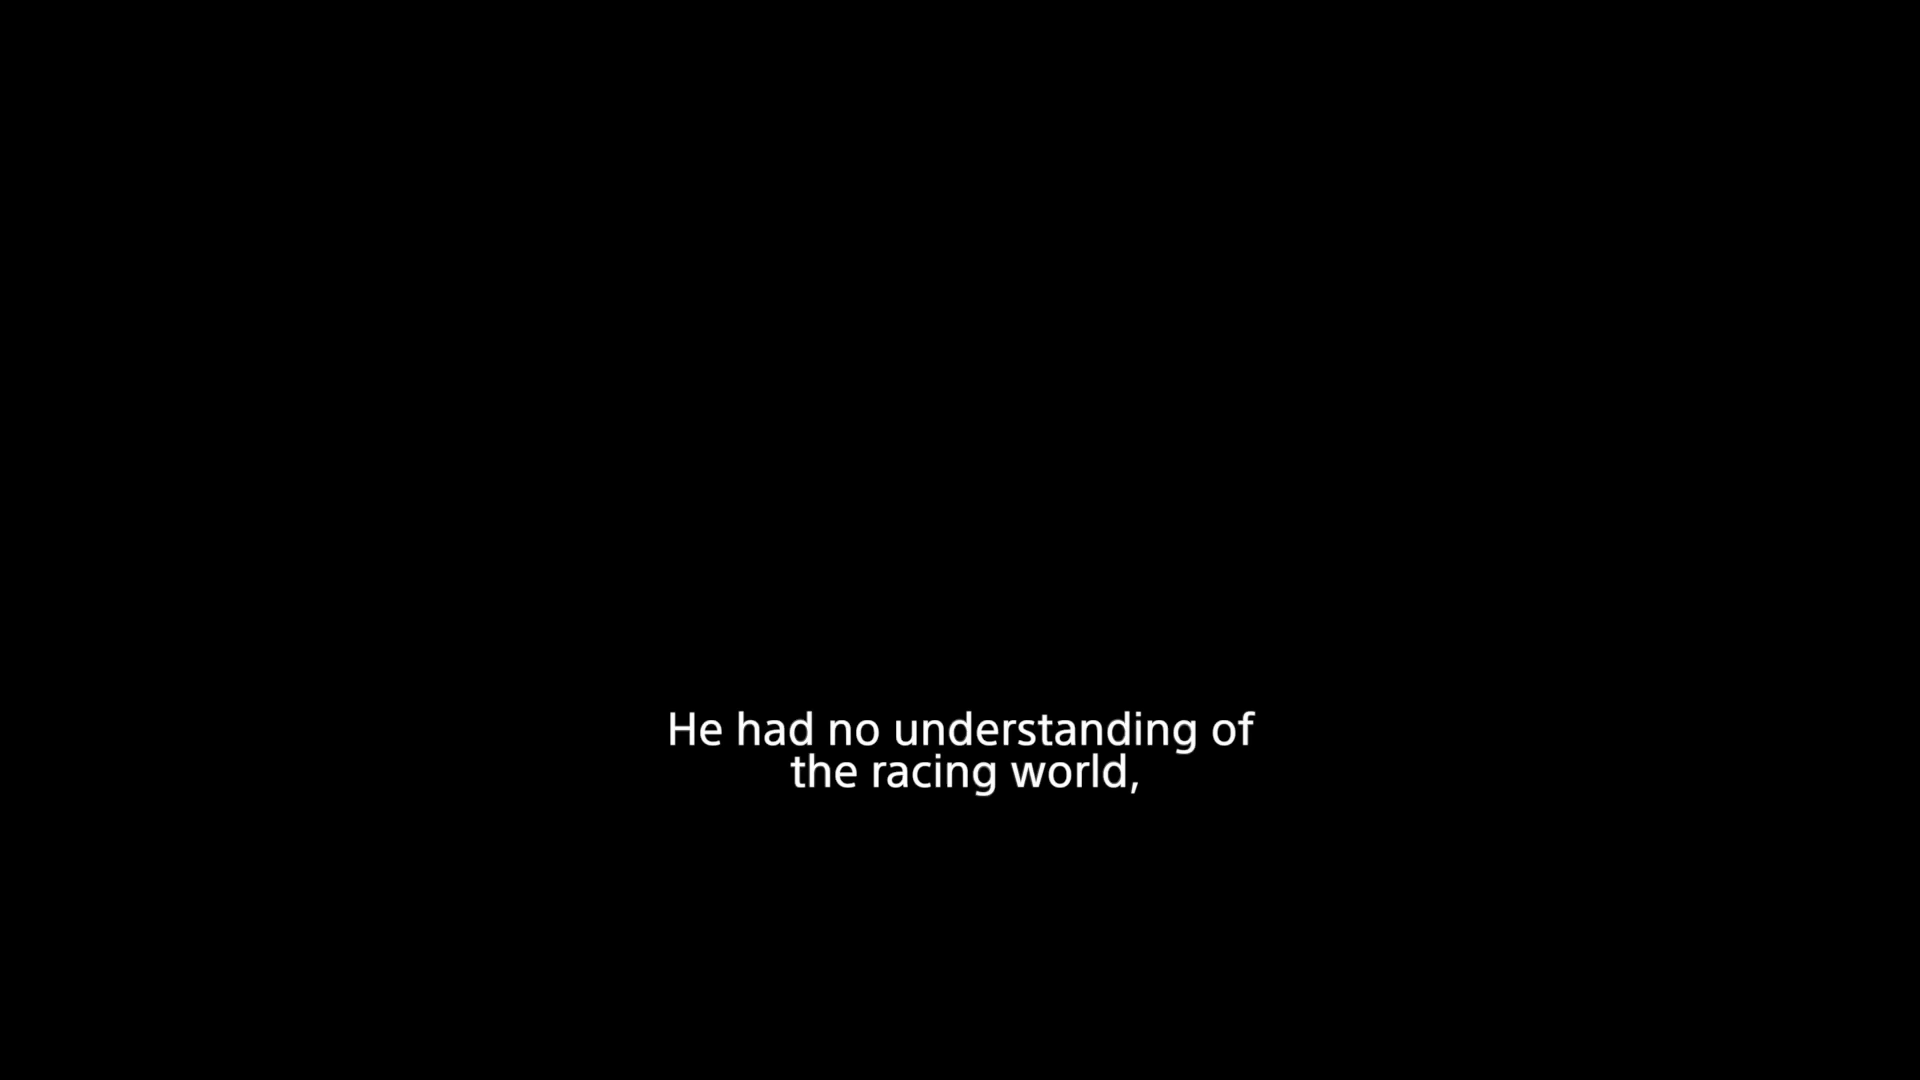 He had no understanding of
the racing world,